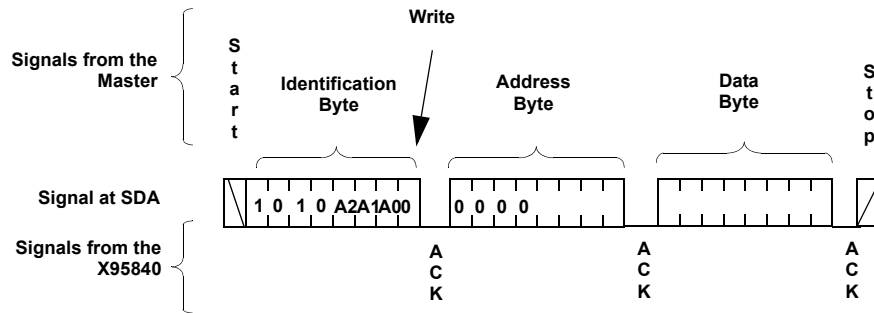 Write
Signals from the
Master
S
t
a
r
t
Identification
Byte
Address
Byte
Data
Byte
S
t
o
p
Signal at SDA
1 0 1 0 A2A1A00
0 0 0 0
Signals from the
X95840
A
C
K
A
C
K
A
C
K